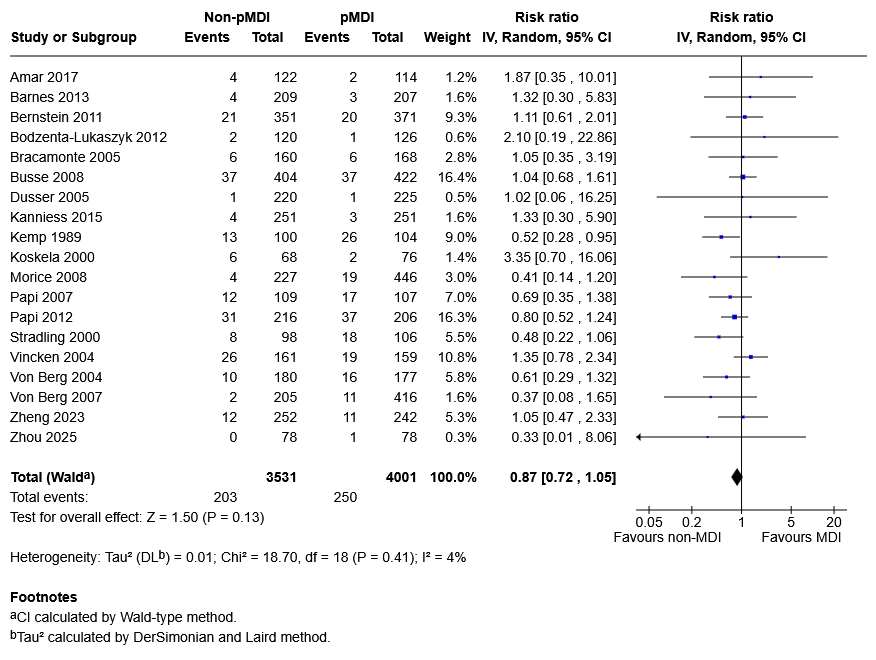 Non-pMDI pMDI Risk ratio Risk ratio
Study or Subgroup Events Total Events Total Weight IV, Random, 95% CI IV, Random, 95% CI
Amar 2017 4 122 2 114 1.2% 1.87 [0.35 , 10.01]
Barnes 2013 4 209 3 207 1.6% 1.32 [0.30 , 5.83]
Bernstein 2011 21 351 20 371 9.3% 1.11 [0.61 , 2.01]
Bodzenta-Lukaszyk 2012 2 120 1 126 0.6% 2.10 [0.19 , 22.86]
Bracamonte 2005 6 160 6 168 2.8% 1.05 [0.35 , 3.19]
Busse 2008 37 404 37 422 16.4% 1.04 [0.68 , 1.61]
Dusser 2005 1 220 1 225 0.5% 1.02 [0.06 , 16.25]
Kanniess 2015 4 251 3 251 1.6% 1.33 [0.30 , 5.90]
Kemp 1989 13 100 26 104 9.0% 0.52 [0.28 , 0.95]
Koskela 2000 6 68 2 76 1.4% 3.35 [0.70 , 16.06]
Morice 2008 4 227 19 446 3.0% 0.41 [0.14 , 1.20]
Papi 2007 12 109 17 107 7.0% 0.69 [0.35 , 1.38]
Papi 2012 31 216 37 206 16.3% 0.80 [0.52 , 1.24]
Stradling 2000 8 98 18 106 5.5% 0.48 [0.22 , 1.06]
Vincken 2004 26 161 19 159 10.8% 1.35 [0.78 , 2.34]
Von Berg 2004 10 180 16 177 5.8% 0.61 [0.29 , 1.32]
Von Berg 2007 2 205 11 416 1.5% 0.37 [0.08 , 1.65]
Zheng 2023 12 252 11 242 5.3% 1.05 [0.47 , 2.33]
Zhou 2025 0 78 1 78 0.3% 0.33 [0.01 , 8.06]
Total (Waldᵃ) 3531 4001 100.0% 0.87 [0.72 , 1.05]
Total events: 203 250
Test for overall effect: Z = 1.50 (P = 0.13)
0.05 0.2 1 5 20
Favours non-MDI Favours MDI
Heterogeneity: Tau² (DLᵇ) = 0.01; Chi² = 18.70, df = 18 (P = 0.41); I² = 4%
Footnotes
ᵃCI calculated by Wald-type method.
ᵇTau² calculated by DerSimonian and Laird method.